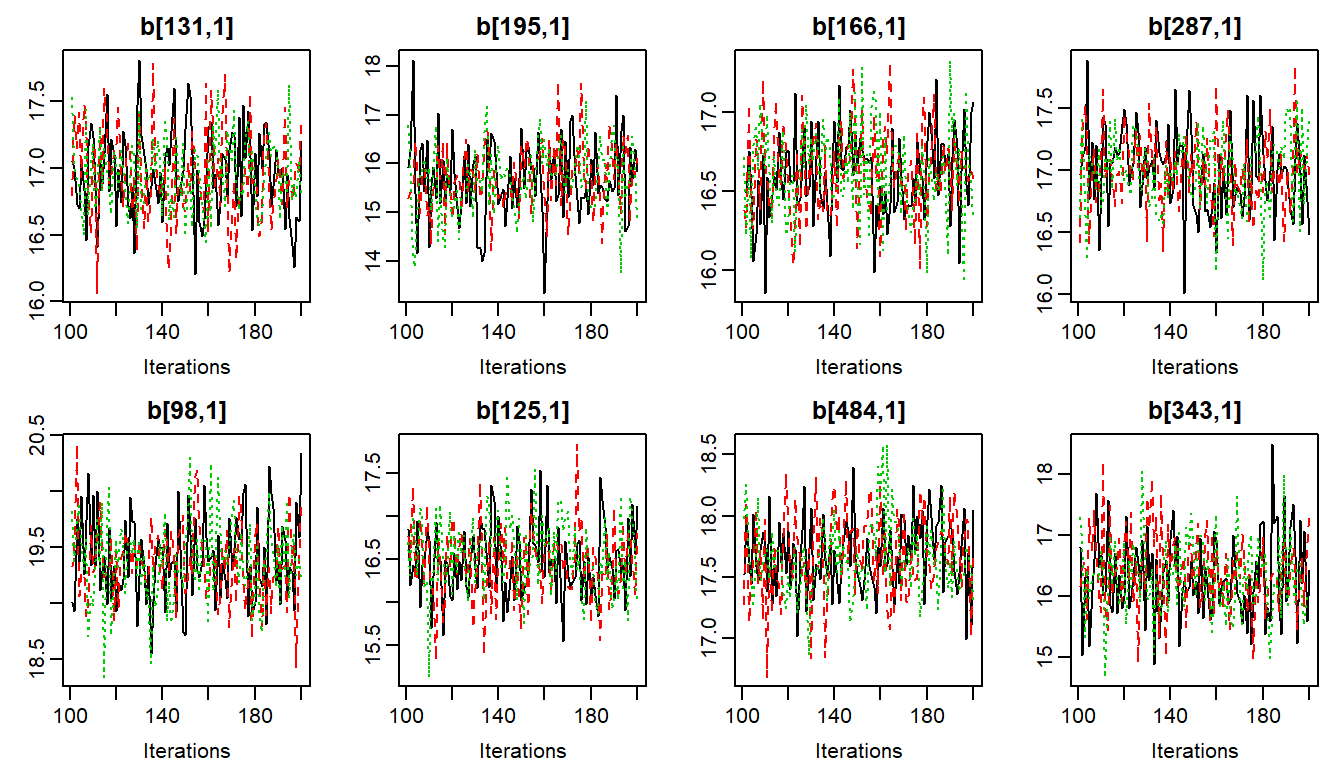 b[131,1] b[195,1] b[166,1] b[287,1]
17.5 18 17.0 17.5
17.0 17 16.5 17.0
16.5 16 16.0 16.5
16.0 15 16.0
14
100 140 180 100 140 180 100 140 180 100 140 180
Iterations Iterations Iterations Iterations
b[98,1] b[125,1] b[484,1] b[343,1]
20.5 17.5 18.5 18
19.5 16.5 18.0 17
18.5 15.5 17.5 16
17.0 15
100 140 180 100 140 180 100 140 180 100 140 180
Iterations Iterations Iterations Iterations